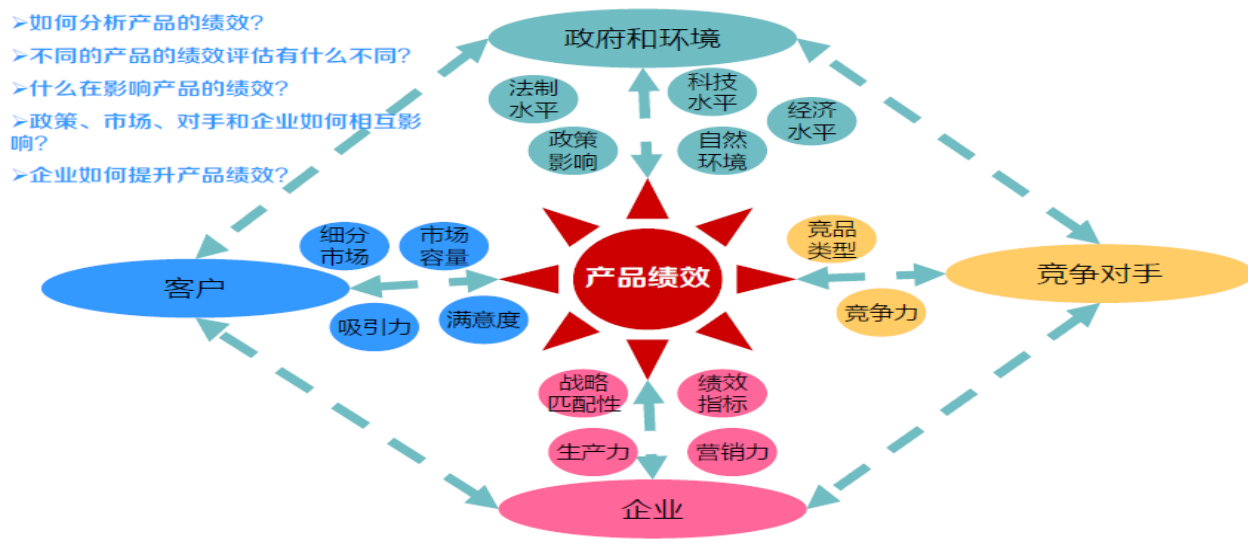 ➢如何分析产品的绩效?
➢不同的产品的绩效评估有什么不同?
➢什么在影响产品的绩效?
➢政策、市场、对手和企业如何相互影
响?
➢企业如何提升产品绩效?
政府和环境
法制
水平
科技
水平
经济
水平
政策
影响
自然
环境
细分
市场
市场
容量
客户
吸引力
满意度
产品绩效
竞品
类型
竞争对手
竞争力
战略
匹配性
绩效
指标
生产力
营销力
企业